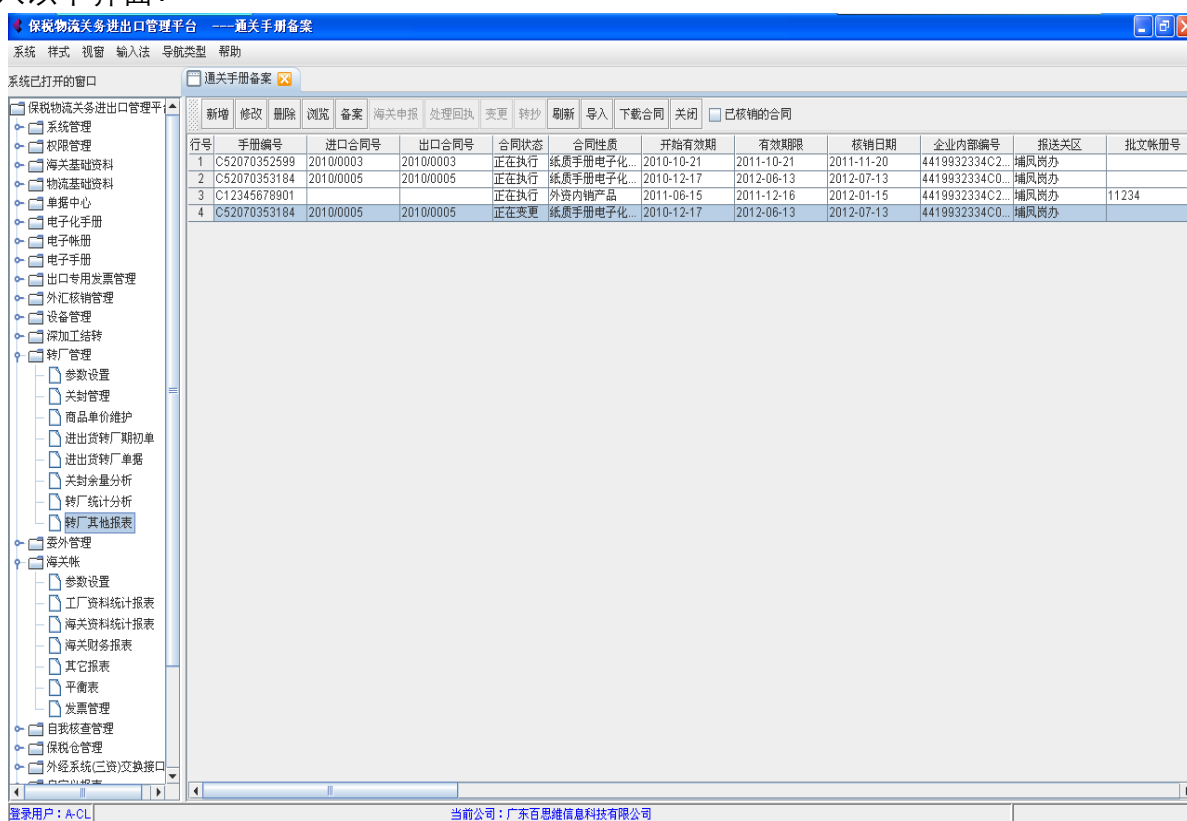 保税物流关务进出口管理平台 ---通关手册备案
系统 样式 视窗 输入法 导航类型 帮助
系统已打开的窗口
通关手册备案
新增 修改 删除 浏览 备案 海关申报 处理回执 变更 转抄 刷新 导入 下载合同 关闭 已核销的合同
行号 手册编号 进口合同号 出口合同号 合同状态 合同性质 开始有效期 有效期限 核销日期 企业内部编号 报送关区 批文帐册号
1 C52070352599 2010/0003 2010/0003 正在执行 纸质手册电子化... 2010-10-21 2011-10-21 2011-11-20 4419932334C2... 埔凤岗办
2 C52070353184 2010/0005 2010/0005 正在执行 纸质手册电子化... 2010-12-17 2012-06-13 2012-07-13 4419932334C0... 埔凤岗办
3 C12345678901 正在执行 外资内销产品 2011-06-15 2011-12-16 2012-01-15 4419932334C2... 埔凤岗办 11234
4 C52070353184 2010/0005 2010/0005 正在变更 纸质手册电子化... 2010-12-17 2012-06-13 2012-07-13 4419932334C0... 埔凤岗办
保税物流关务进出口管理平
系统管理
权限管理
海关基础资料
物流基础资料
单据中心
电子化手册
电子帐册
电子手册
出口专用发票管理
外汇核销管理
设备管理
深加工结转
转厂管理
参数设置
关封管理
商品单价维护
进出货转厂期初单
进出货转厂单据
关封余量分析
转厂统计分析
转厂其他报表
委外管理
海关帐
参数设置
工厂资料统计报表
海关资料统计报表
海关财务报表
其它报表
平衡表
发票管理
自我核查管理
保税仓管理
外经系统(三资)交换接口
登录用户：A-CL
当前公司：广东百思维信息科技有限公司